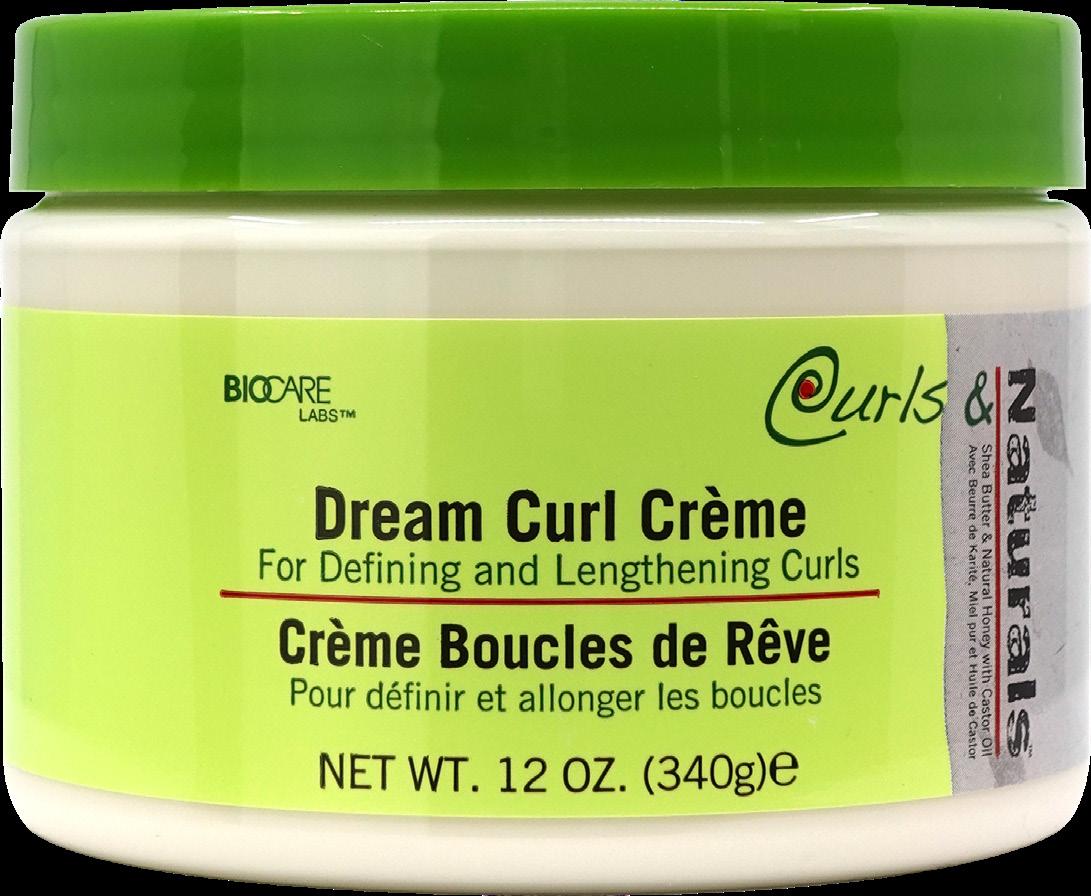 BIOCARE
LABS™
Curls &
Naturals™
Shea Butter & Natural Honey with Castor Oil
Avec Beurre de Karité, Miel pur et Huile de Castor
Dream Curl Crème
For Defining and Lengthening Curls
Crème Boucles de Rêve
Pour définir et allonger les boucles
NET WT. 12 OZ. (340g)e